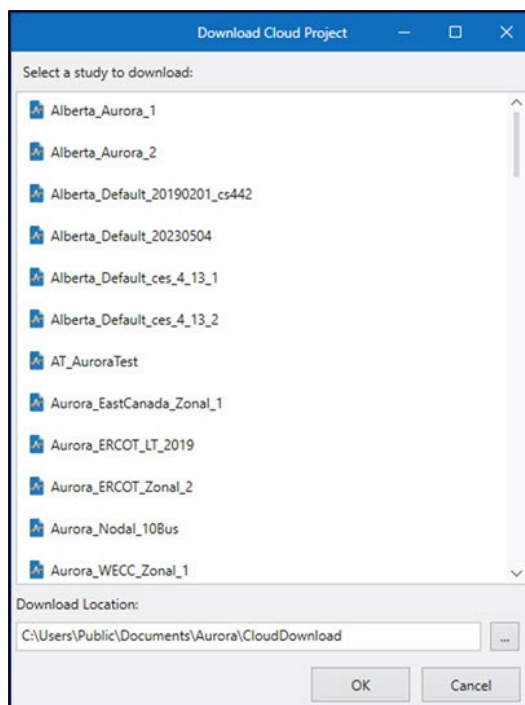 Download Cloud Project
Select a study to download:
Alberta_Aurora_1
Alberta_Aurora_2
Alberta_Default_20190201_cs442
Alberta_Default_20230504
Alberta_Default_ces_4_13_1
Alberta_Default_ces_4_13_2
AT_AuroraTest
Aurora_EastCanada_Zonal_1
Aurora_ERCOT_LT_2019
Aurora_ERCOT_Zonal_2
Aurora_Nodal_10Bus
Aurora_WECC_Zonal_1
Download Location:
C:\Users\Public\Documents\Aurora\CloudDownload
...
OK Cancel